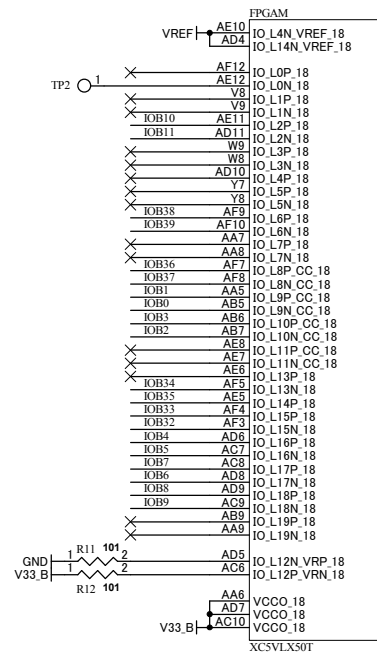 FPGAM
VREF AE10 IO_L4N_VREF_18
AD4 IO_L14N_VREF_18
AF12 IO_L0P_18
TP2 1 AE12 IO_L0N_18
V8 IO_L1P_18
V9 IO_L1N_18
IOB10 AE11 IO_L2P_18
IOB11 AD11 IO_L2N_18
W9 IO_L3P_18
W8 IO_L3N_18
AD10 IO_L4P_18
Y7 IO_L5P_18
Y8 IO_L5N_18
IOB38 AF9 IO_L6P_18
IOB39 AF10 IO_L6N_18
AA7 IO_L7P_18
AA8 IO_L7N_18
IOB36 AF7 IO_L8P_CC_18
IOB37 AF8 IO_L8N_CC_18
IOB1 AA5 IO_L9P_CC_18
IOB0 AB5 IO_L9N_CC_18
IOB3 AB6 IO_L10P_CC_18
IOB2 AB7 IO_L10N_CC_18
AE8 IO_L11P_CC_18
AE7 IO_L11N_CC_18
AE6 IO_L13P_18
IOB34 AF5 IO_L13N_18
IOB35 AE5 IO_L14P_18
IOB33 AF4 IO_L15P_18
IOB32 AF3 IO_L15N_18
IOB4 AD6 IO_L16P_18
IOB5 AC7 IO_L16N_18
IOB7 AC8 IO_L17P_18
IOB6 AD8 IO_L17N_18
IOB8 AD9 IO_L18P_18
IOB9 AC9 IO_L18N_18
AB9 IO_L19P_18
AA9 IO_L19N_18
GND 1 R11 101 2 AD5 IO_L12N_VRP_18
V33_B 1 R12 101 2 AC6 IO_L12P_VRN_18
AA6 VCCO_18
AD7 VCCO_18
V33_B AC10 VCCO_18
XC5VLX50T